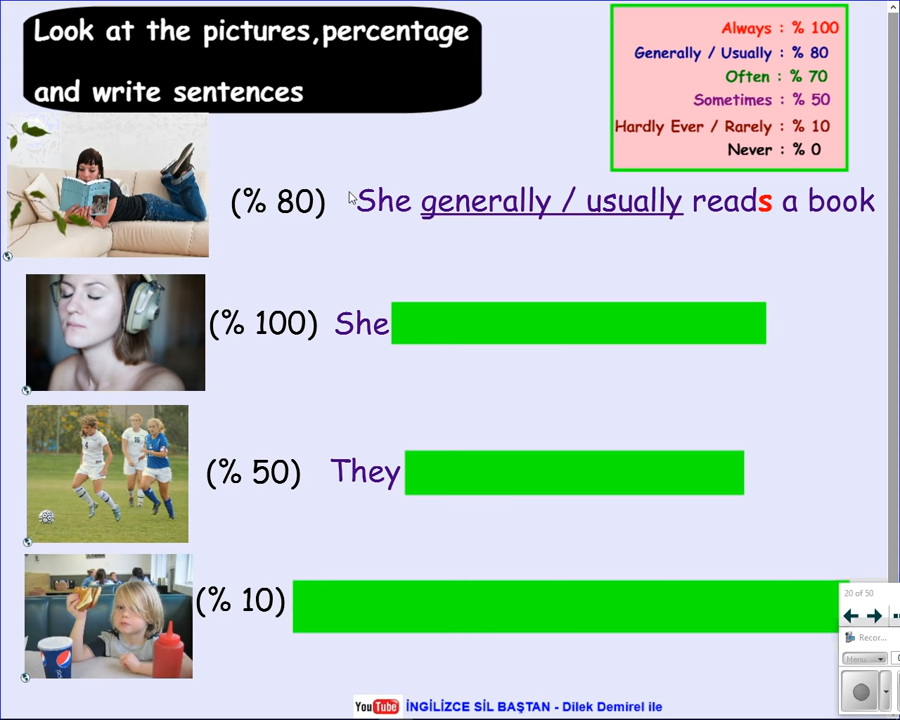 Look at the pictures,percentage
and write sentences
Always : % 100
Generally / Usually : % 80
Often : % 70
Sometimes : % 50
Hardly Ever / Rarely : % 10
Never : % 0
(% 80) She generally / usually reads a book
(% 100) She
(% 50) They
(% 10)
20 of 50
Recor...
Menu
YouTube İNGİLİZCE SİL BAŞTAN - Dilek Demirel ile